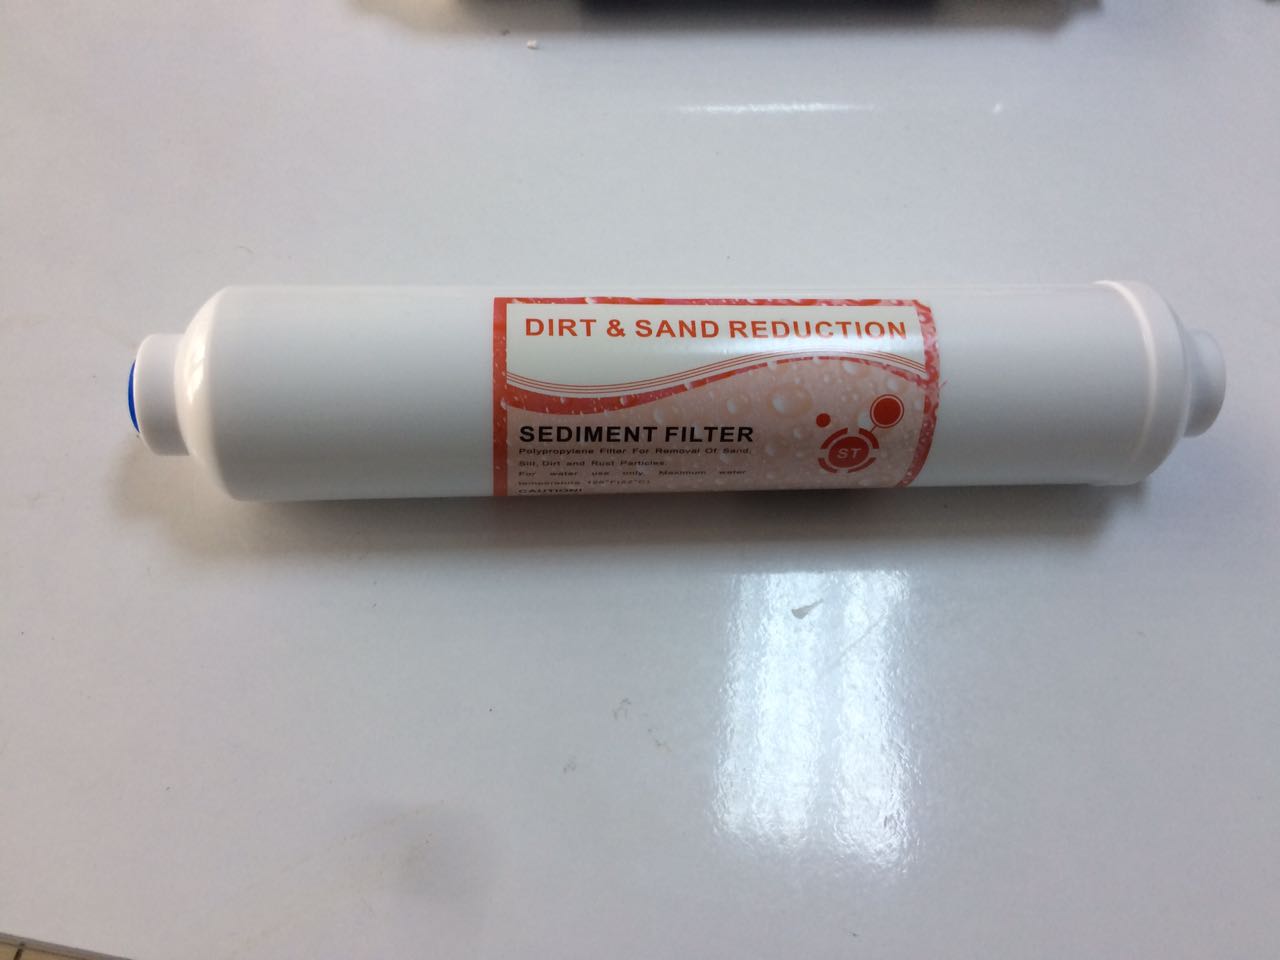 DIRT & SAND REDUCTION
SEDIMENT FILTER
ST
Polypropylene Filter For Removal Of Sand,
Silt, Dirt and Rust Particles.
For water use only. Maximum water
temperature
CAUTION!